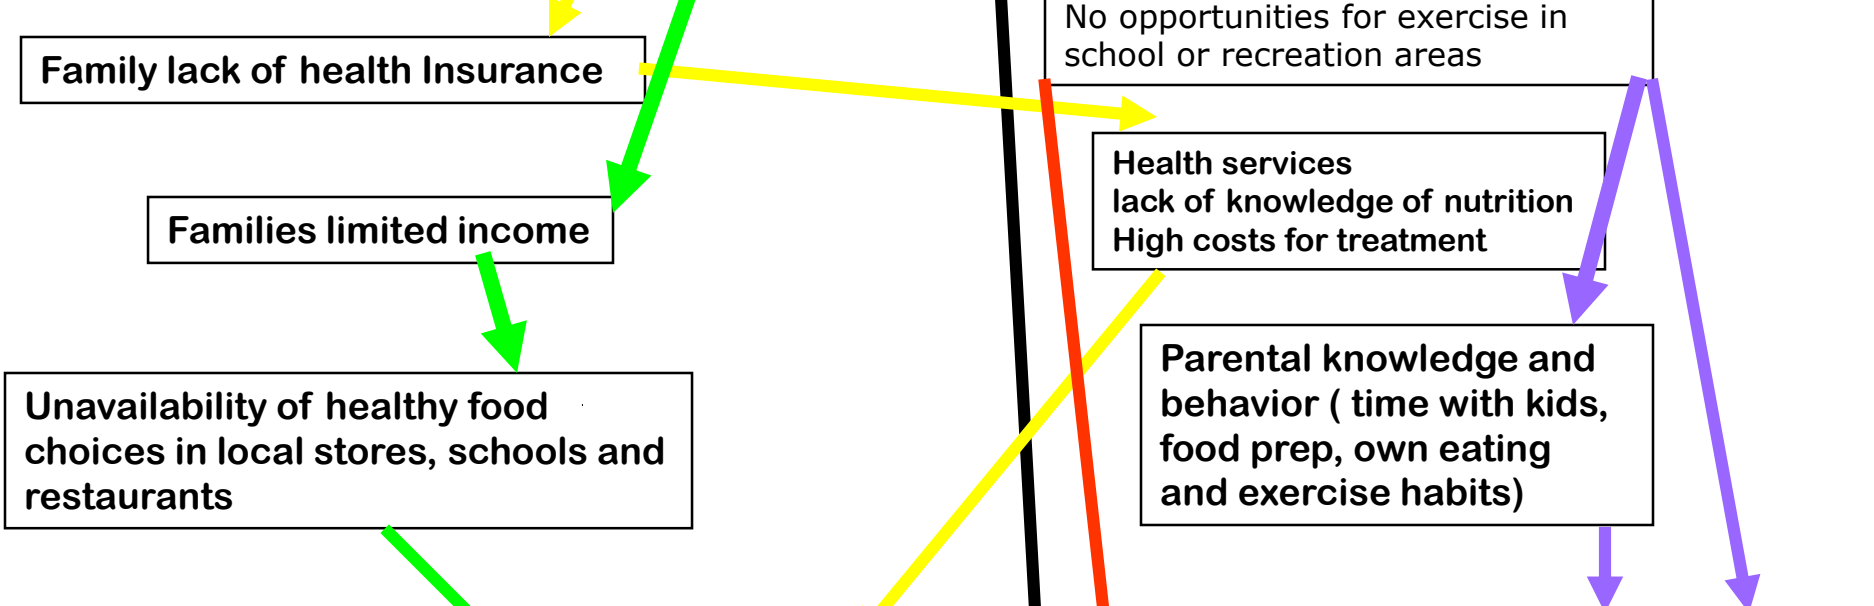 No opportunities for exercise in
school or recreation areas
Family lack of health Insurance
Health services
lack of knowledge of nutrition
High costs for treatment
Families limited income
Parental knowledge and
behavior ( time with kids,
food prep, own eating
and exercise habits)
Unavailability of healthy food
choices in local stores, schools and
restaurants